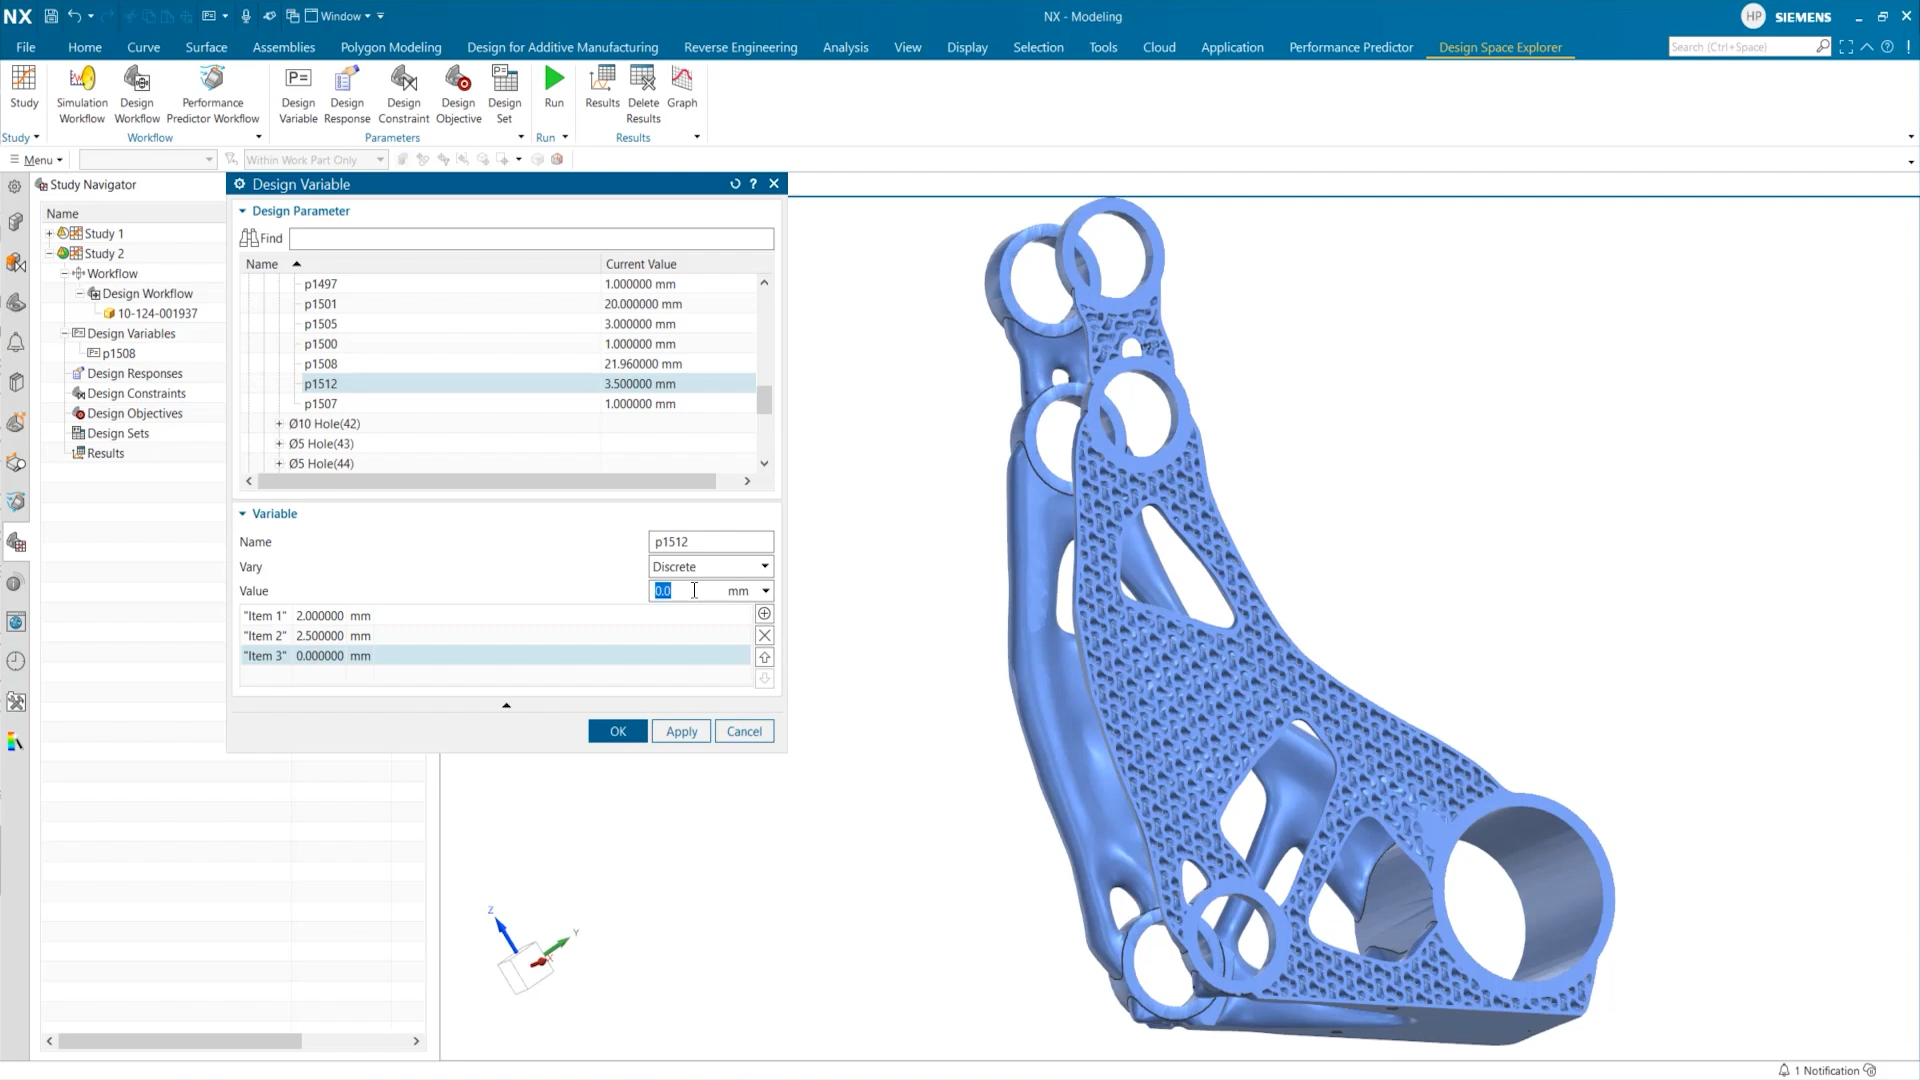 NX
Window
NX - Modeling
HP
SIEMENS
File
Home
Curve
Surface
Assemblies
Polygon Modeling
Design for Additive Manufacturing
Reverse Engineering
Analysis
View
Display
Selection
Tools
Cloud
Application
Performance Predictor
Design Space Explorer
Search (Ctrl+Space)
Study
Simulation
Workflow
Design
Workflow
Performance
Predictor Workflow
Design
Variable
Design
Response
Design
Constraint
Design
Objective
Design
Set
Run
Results
Delete
Results
Graph
Study
Workflow
Parameters
Run
Results
Menu
Within Work Part Only
Study Navigator
Name
Study 1
Study 2
Workflow
Design Workflow
10-124-001937
Design Variables
p1508
Design Responses
Design Constraints
Design Objectives
Design Sets
Results
Design Variable
Design Parameter
Find
Name
Current Value
p1497 1.000000 mm
p1501 20.000000 mm
p1505 3.000000 mm
p1500 1.000000 mm
p1508 21.960000 mm
p1512 3.500000 mm
p1507 1.000000 mm
Ø10 Hole(42)
Ø5 Hole(43)
Ø5 Hole(44)
Variable
Name p1512
Vary Discrete
Value 0.0 mm
"Item 1" 2.000000 mm
"Item 2" 2.500000 mm
"Item 3" 0.000000 mm
OK
Apply
Cancel
Z
Y
1 Notification